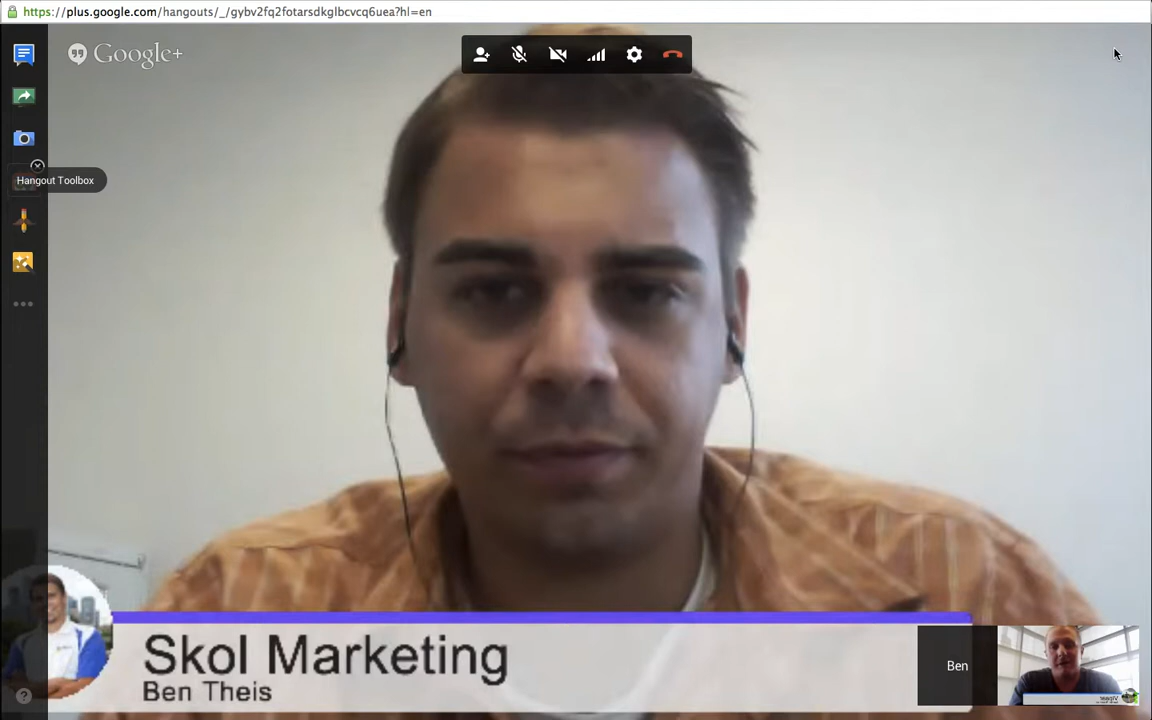 https://plus.google.com/hangouts/_/gybv2fq2fotarsdkglbcvcq6uea?hl=en
Google+
Hangout Toolbox
Skol Marketing
Ben Theis
Ben